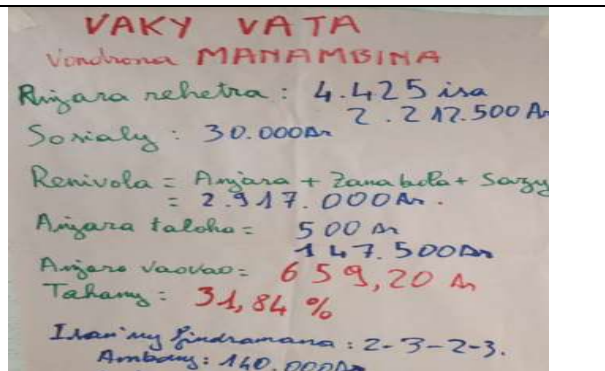 VAKY VATA
Vondrona MANAMBINA
Anjara rehetra : 4.425 isa
2.212.500 Ar
Sosialy : 30.000Ar
Renivola = Anjara + Zanabola + Sazy
= 2.917.000Ar.
Anjara taloha = 500 Ar
147.500Ar
Anjara vaovao = 659,20 Ar
Tahany : 31,84 %
Isan'ny findramana : 2-3-2-3.
Ambany : 140.000Ar